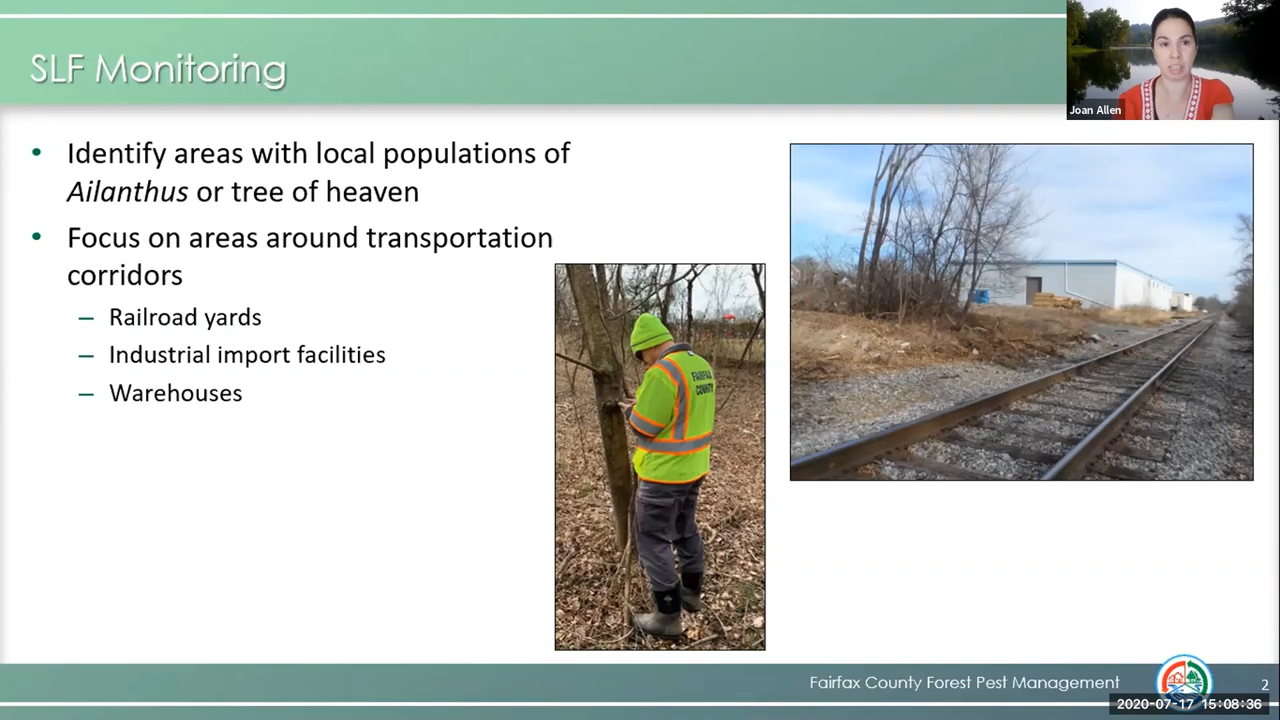 SLF Monitoring
Joan Allen
• Identify areas with local populations of
Ailanthus or tree of heaven
• Focus on areas around transportation
corridors
– Railroad yards
– Industrial import facilities
– Warehouses
FAIRFAX
COUNTY
Fairfax County Forest Pest Management
2
2020-07-17 15:08:36